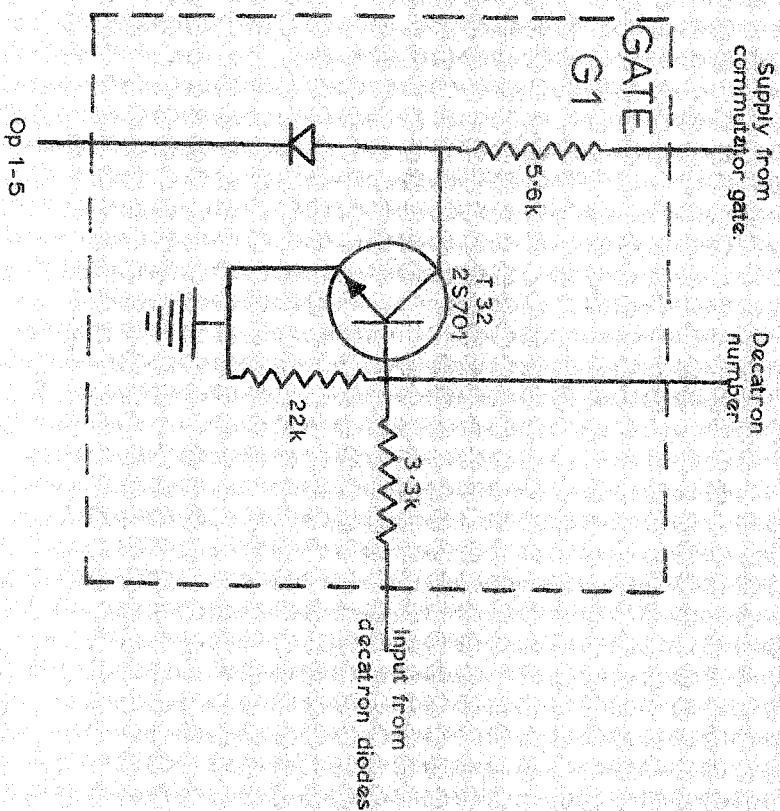 Supply from
commutator gate
Decatron
number
GATE
G1
5·6k
T 32
2S701
22k
3·3k
Input from
decatron diodes
Op 1-5